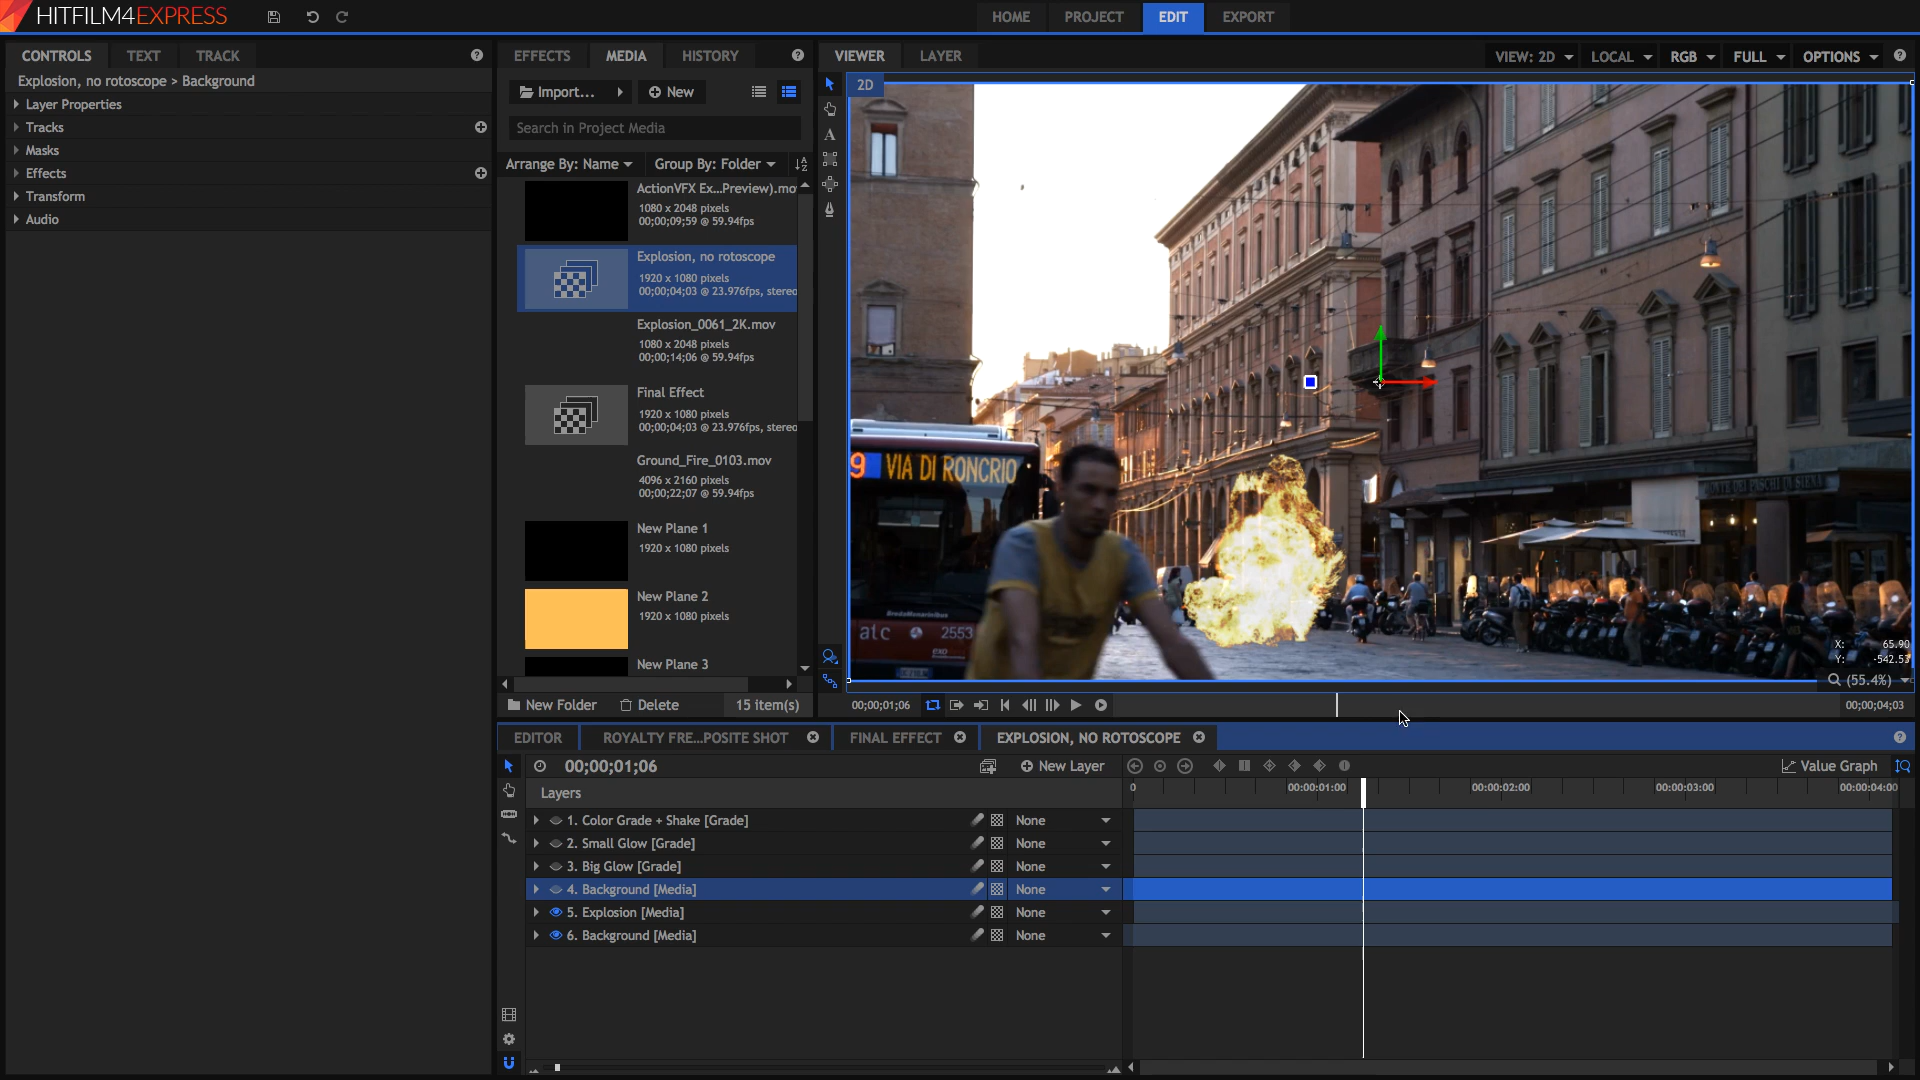 HITFILM4EXPRESS
HOME
PROJECT
EDIT
EXPORT
CONTROLS
TEXT
TRACK
Explosion, no rotoscope > Background
Layer Properties
Tracks
Masks
Effects
Transform
Audio
EFFECTS
MEDIA
HISTORY
Import...
New
Search in Project Media
Arrange By: Name
Group By: Folder
ActionVFX Ex...Preview).mo
1080 x 2048 pixels
00;00;09;59 @ 59.94fps
Explosion, no rotoscope
1920 x 1080 pixels
00;00;04;03 @ 23.976fps, stereo
Explosion_0061_2K.mov
1080 x 2048 pixels
00;00;14;06 @ 59.94fps
Final Effect
1920 x 1080 pixels
00;00;04;03 @ 23.976fps, stereo
Ground_Fire_0103.mov
4096 x 2160 pixels
00;00;22;07 @ 59.94fps
New Plane 1
1920 x 1080 pixels
New Plane 2
1920 x 1080 pixels
New Plane 3
New Folder
Delete
15 item(s)
VIEWER
LAYER
VIEW: 2D
LOCAL
RGB
FULL
OPTIONS
2D
9 VIA DI RONCRIO
BredaMenarinibus
atc
2553
MONTE DEI PASCHI DI SIENA
X: 65.90
Y: -542.53
(55.4%)
00;00;01;06
00;00;04;03
EDITOR
ROYALTY FRE...POSITE SHOT
FINAL EFFECT
EXPLOSION, NO ROTOSCOPE
00;00;01;06
New Layer
Value Graph
Layers
0
00:00:01:00
00:00:02:00
00:00:03:00
00:00:04:00
1. Color Grade + Shake [Grade]
None
2. Small Glow [Grade]
None
3. Big Glow [Grade]
None
4. Background [Media]
None
5. Explosion [Media]
None
6. Background [Media]
None